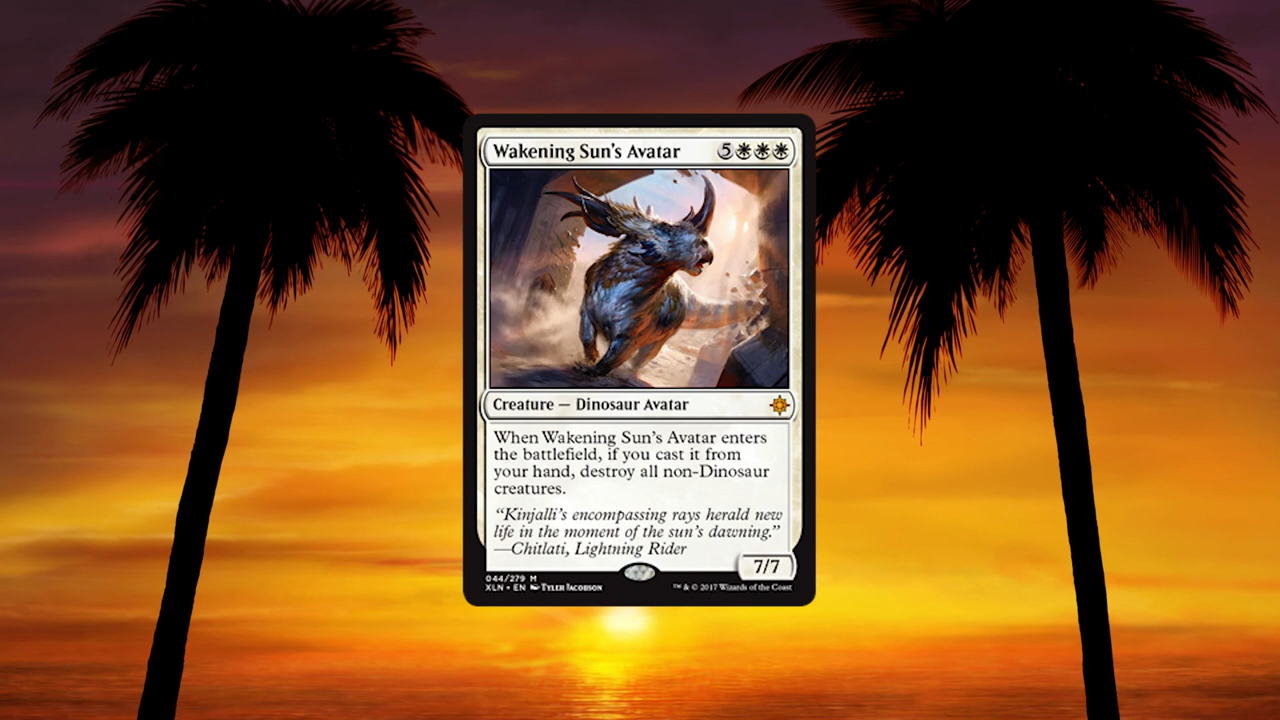 Wakening Sun's Avatar 5
Creature — Dinosaur Avatar
When Wakening Sun's Avatar enters
the battlefield, if you cast it from
your hand, destroy all non-Dinosaur
creatures.
"Kinjalli's encompassing rays herald new
life in the moment of the sun's dawning."
—Chitlati, Lightning Rider
7/7
044/279 M
XLN • EN Tyler Jacobson
™ & © 2017 Wizards of the Coast